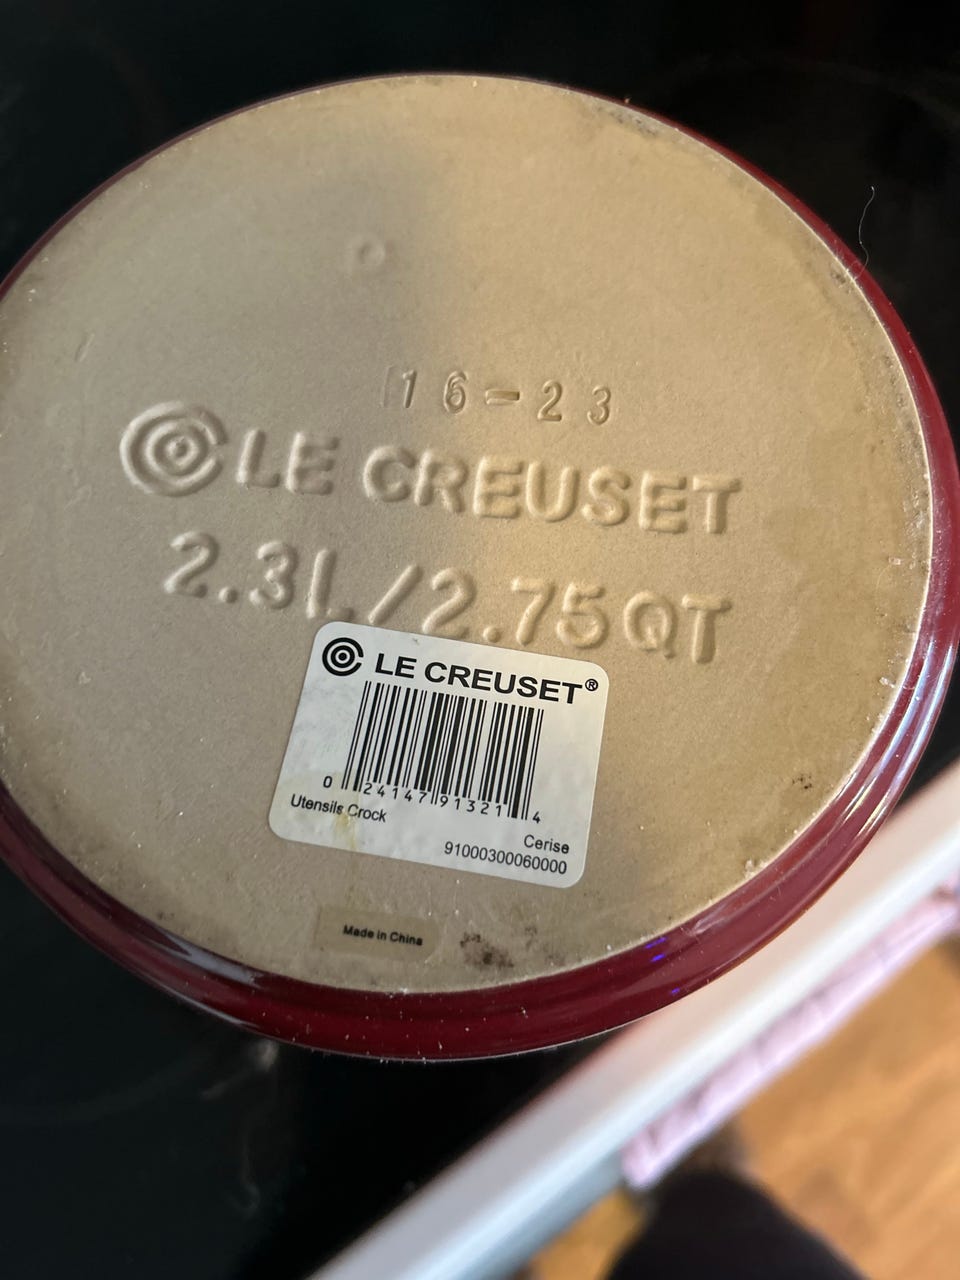 16-23
LE CREUSET
2.3L/2.75QT
LE CREUSET®
0 24147 91321 4
Utensils Crock
Cerise
91000300060000
Made in China